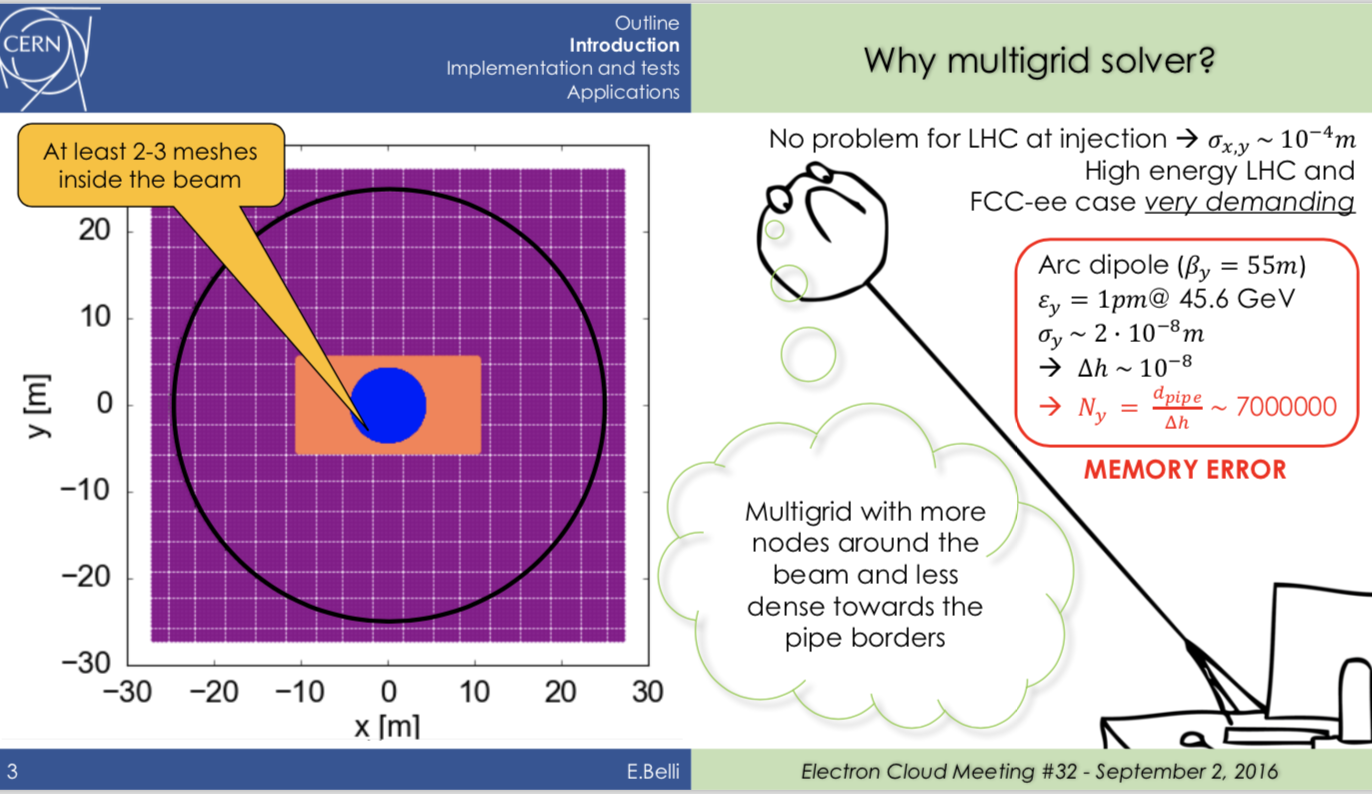 CERN
Outline
Introduction
Implementation and tests
Applications
Why multigrid solver?
At least 2-3 meshes
inside the beam
20
10
0
−10
−20
−30
y [m]
−30 −20 −10 0 10 20 30
x [m]
No problem for LHC at injection → σx,y ~ 10⁻⁴m
High energy LHC and
FCC-ee case very demanding
Arc dipole (βy = 55m)
εy = 1pm@ 45.6 GeV
σy ~ 2 · 10⁻⁸m
→ Δh ~ 10⁻⁸
→ Ny = dpipe/Δh ~ 7000000
MEMORY ERROR
Multigrid with more
nodes around the
beam and less
dense towards the
pipe borders
3
E.Belli
Electron Cloud Meeting #32 - September 2, 2016